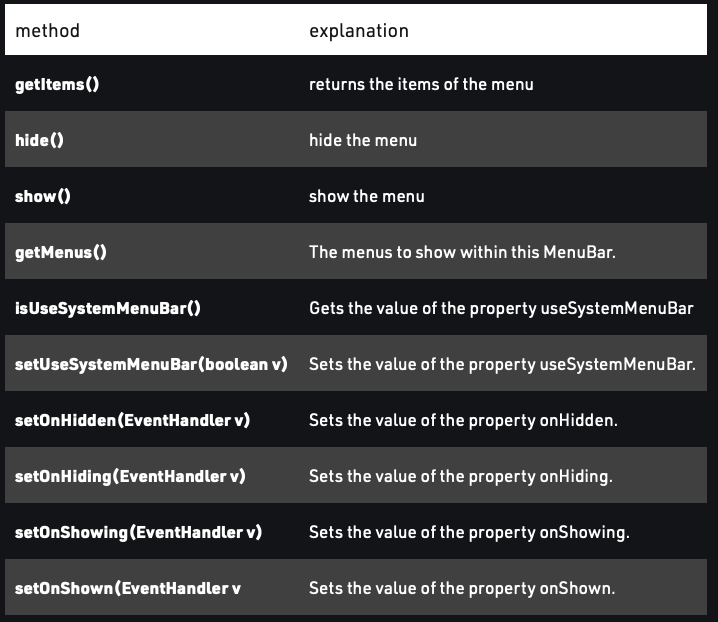 method explanation
getItems() returns the items of the menu
hide() hide the menu
show() show the menu
getMenus() The menus to show within this MenuBar.
isUseSystemMenuBar() Gets the value of the property useSystemMenuBar
setUseSystemMenuBar(boolean v) Sets the value of the property useSystemMenuBar.
setOnHidden(EventHandler v) Sets the value of the property onHidden.
setOnHiding(EventHandler v) Sets the value of the property onHiding.
setOnShowing(EventHandler v) Sets the value of the property onShowing.
setOnShown(EventHandler v Sets the value of the property onShown.